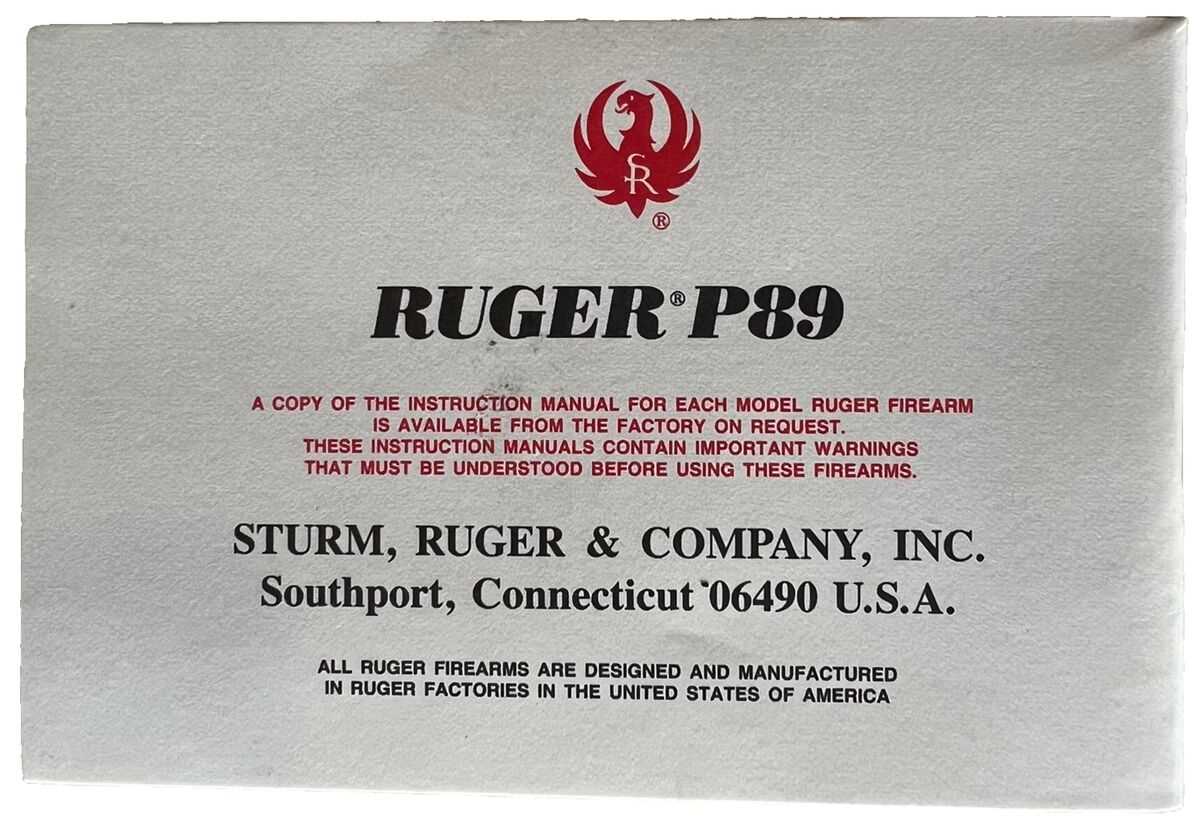 SR
®
RUGER® P89
A COPY OF THE INSTRUCTION MANUAL FOR EACH MODEL RUGER FIREARM
IS AVAILABLE FROM THE FACTORY ON REQUEST.
THESE INSTRUCTION MANUALS CONTAIN IMPORTANT WARNINGS
THAT MUST BE UNDERSTOOD BEFORE USING THESE FIREARMS.
STURM, RUGER & COMPANY, INC.
Southport, Connecticut 06490 U.S.A.
ALL RUGER FIREARMS ARE DESIGNED AND MANUFACTURED
IN RUGER FACTORIES IN THE UNITED STATES OF AMERICA